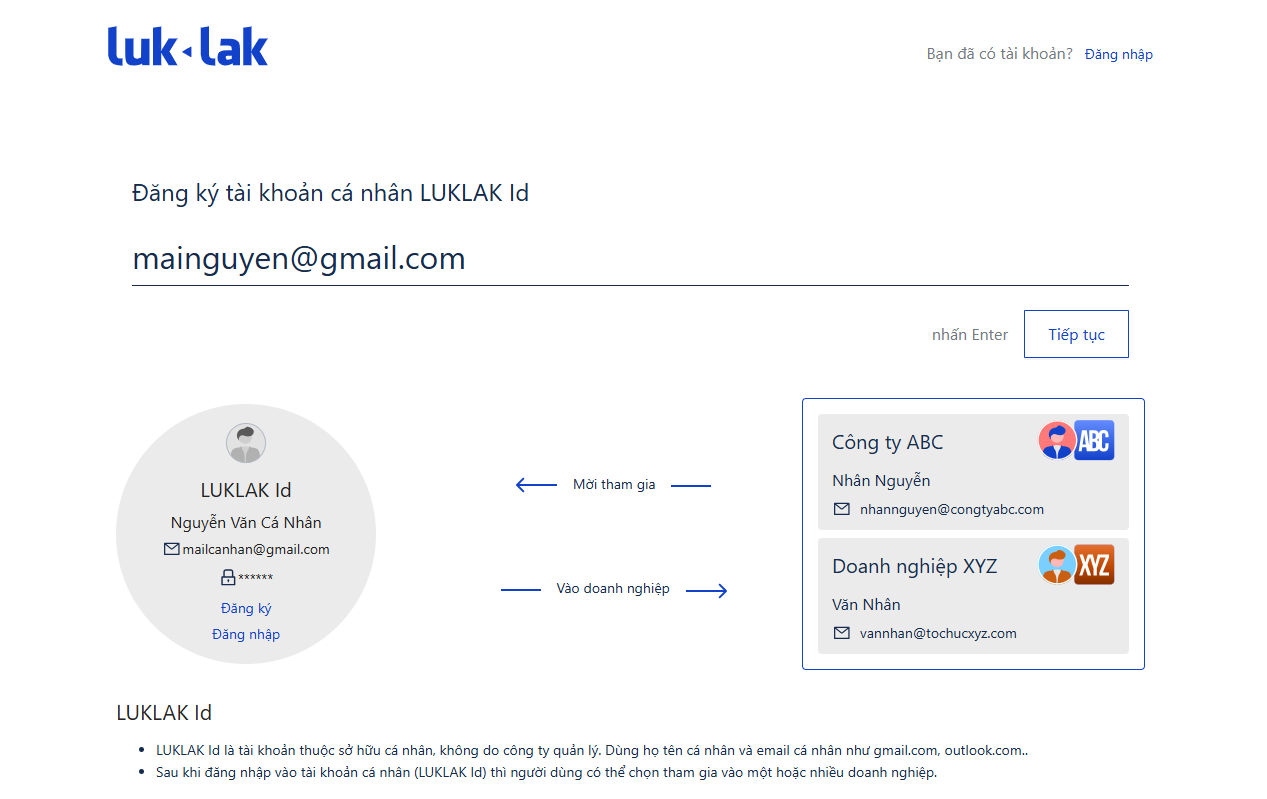 luk lak
Bạn đã có tài khoản? Đăng nhập
Đăng ký tài khoản cá nhân LUKLAK Id
mainguyen@gmail.com
nhấn Enter Tiếp tục
LUKLAK Id
Nguyễn Văn Cá Nhân
mailcanhan@gmail.com
******
Đăng ký
Đăng nhập
Mời tham gia
Vào doanh nghiệp
Công ty ABC
ABC
Nhân Nguyễn
nhannguyen@congtyabc.com
Doanh nghiệp XYZ
XYZ
Văn Nhân
vannhan@tochucxyz.com
LUKLAK Id
LUKLAK Id là tài khoản thuộc sở hữu cá nhân, không do công ty quản lý. Dùng họ tên cá nhân và email cá nhân như gmail.com, outlook.com..
Sau khi đăng nhập vào tài khoản cá nhân (LUKLAK Id) thì người dùng có thể chọn tham gia vào một hoặc nhiều doanh nghiệp.